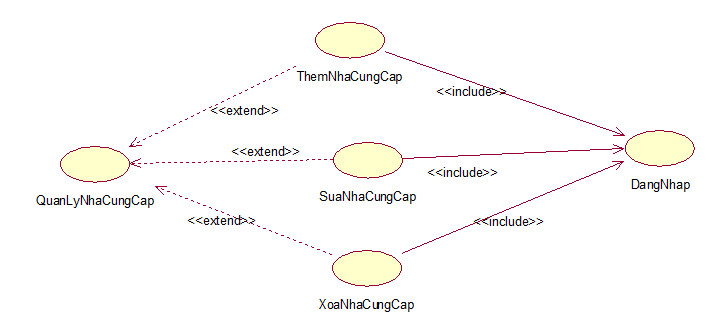 ThemNhaCungCap
<<include>>
<<extend>>
<<extend>>
<<include>>
DangNhap
QuanLyNhaCungCap
SuaNhaCungCap
<<extend>>
<<include>>
XoaNhaCungCap